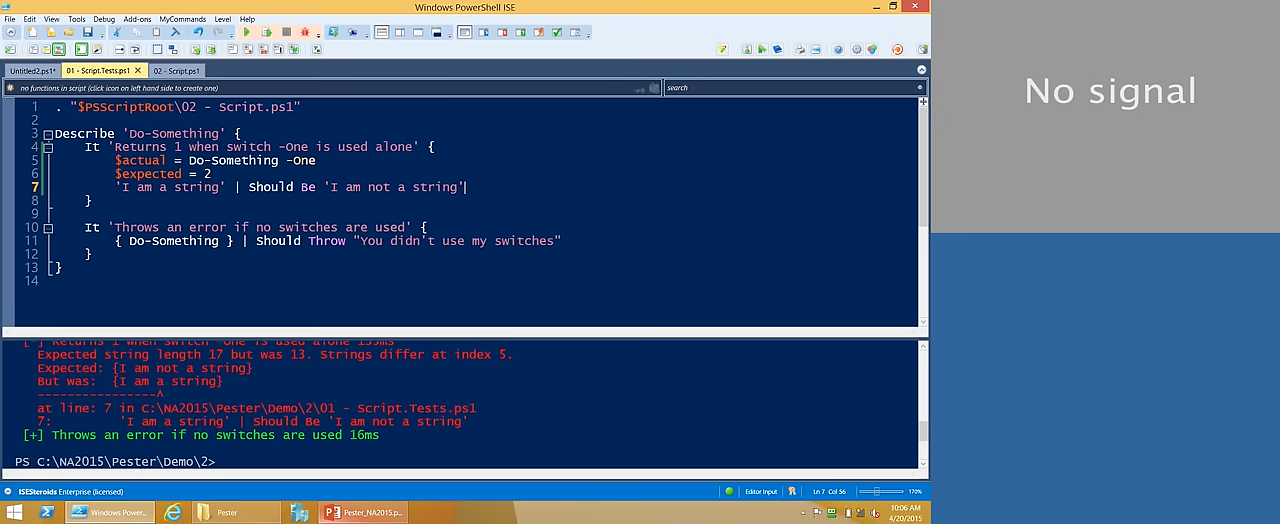 Windows PowerShell ISE
File Edit View Tools Debug Add-ons MyCommands Level Help
Untitled2.ps1* 01 - Script.Tests.ps1 X 02 - Script.ps1
no functions in script (click icon on left hand side to create one) search
1 . "$PSScriptRoot\02 - Script.ps1"
2
3 Describe 'Do-Something' {
4 It 'Returns 1 when switch -One is used alone' {
5 $actual = Do-Something -One
6 $expected = 2
7 'I am a string' | Should Be 'I am not a string'
8 }
9
10 It 'Throws an error if no switches are used' {
11 { Do-Something } | Should Throw "You didn't use my switches"
12 }
13 }
14
[-] Returns 1 when switch -One is used alone 155ms
Expected string length 17 but was 13. Strings differ at index 5.
Expected: {I am not a string}
But was: {I am a string}
----------------^
at line: 7 in C:\NA2015\Pester\Demo\2\01 - Script.Tests.ps1
7: 'I am a string' | Should Be 'I am not a string'
[+] Throws an error if no switches are used 16ms
PS C:\NA2015\Pester\Demo\2>
ISESteroids Enterprise (licensed) Editor Input Ln 7 Col 56 170%
Windows Power... Pester Pester_NA2015.p... 10:06 AM
4/20/2015
No signal